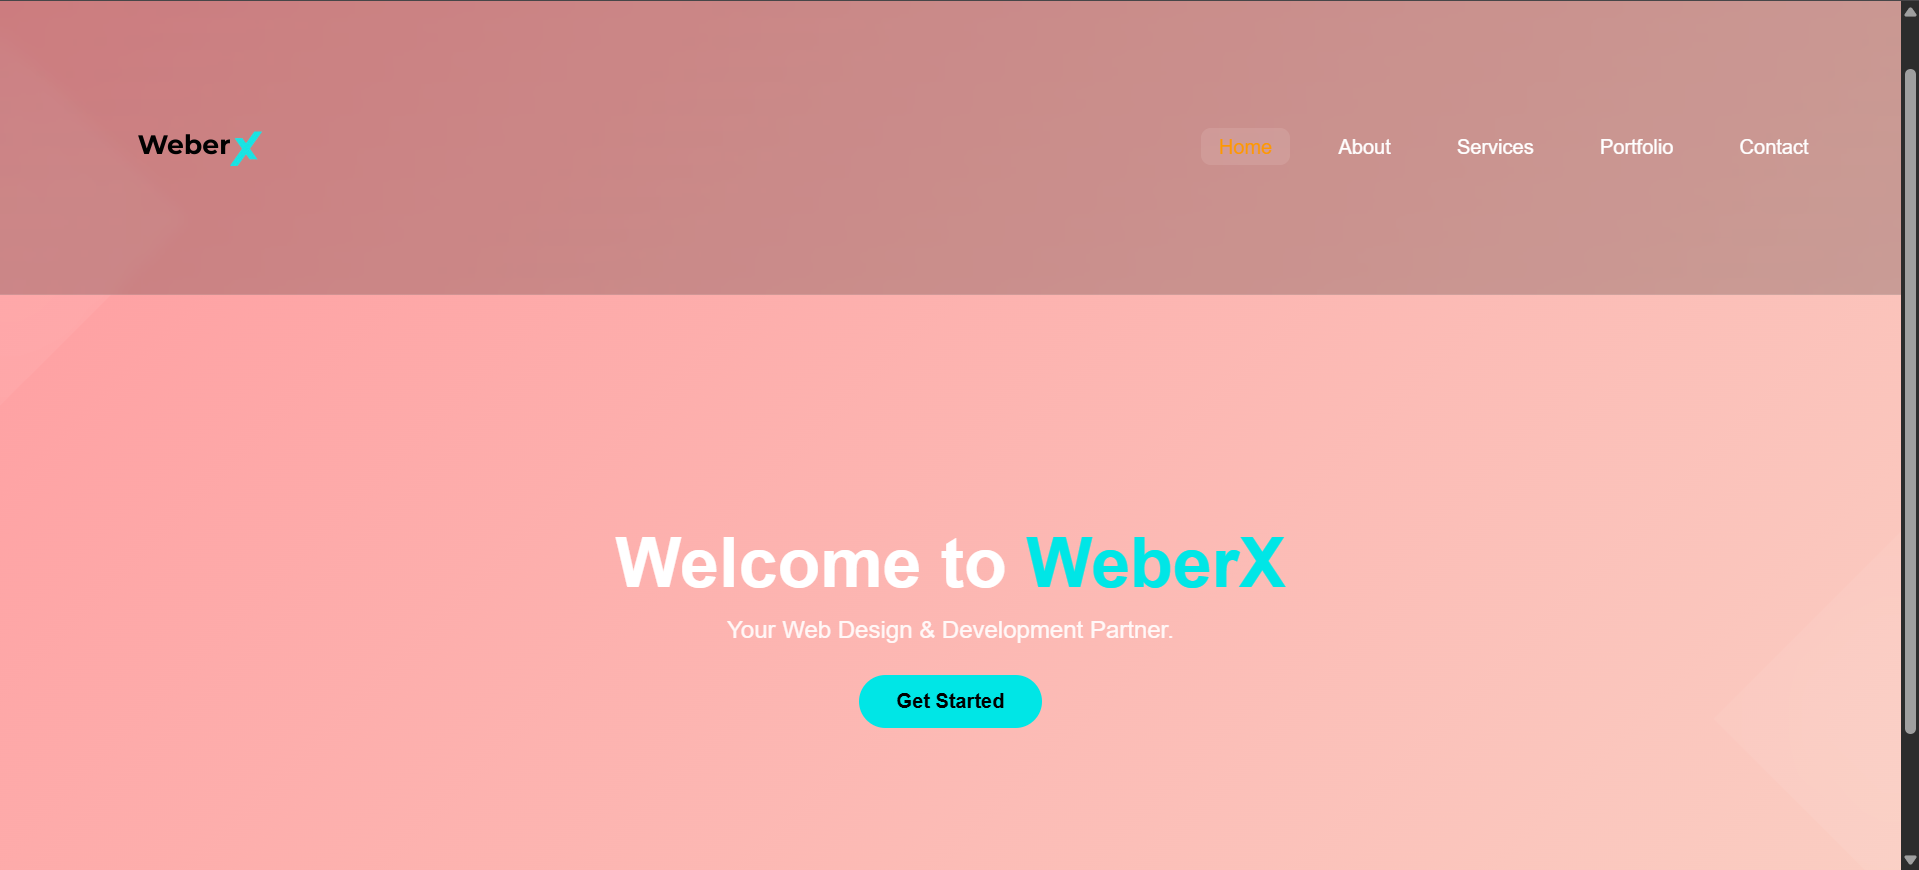 WeberX
Home About Services Portfolio Contact
Welcome to WeberX
Your Web Design & Development Partner.
Get Started